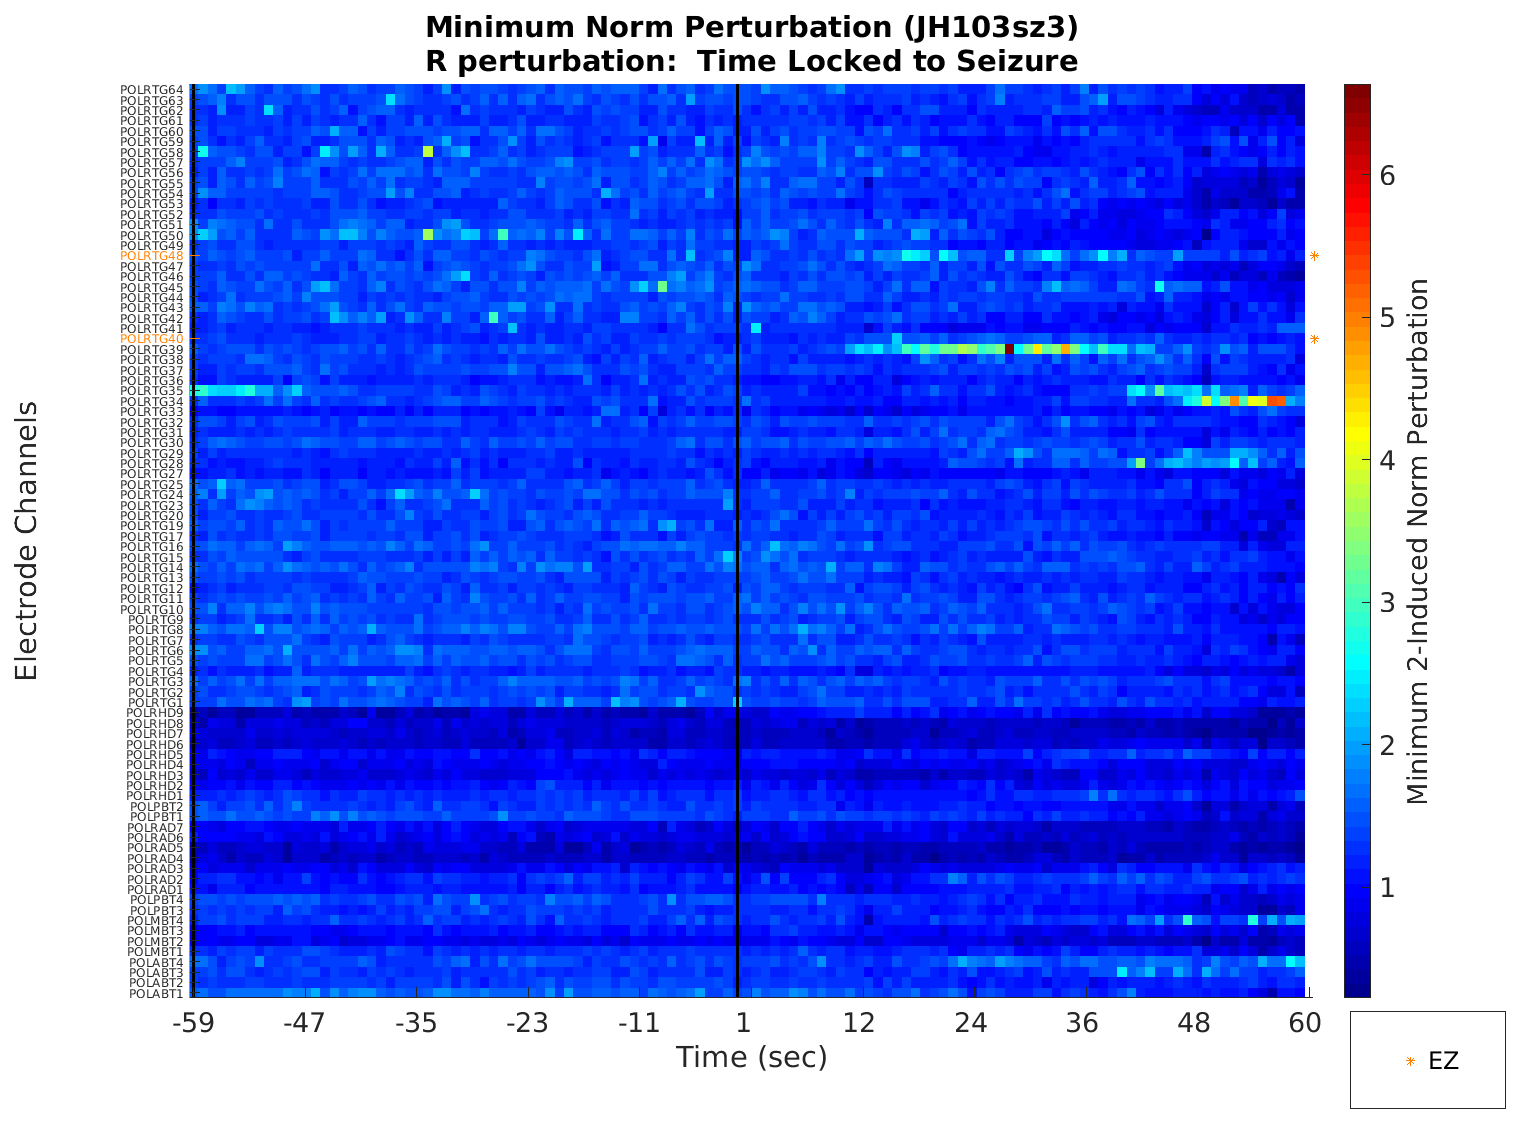 Minimum Norm Perturbation (JH103sz3)
R perturbation:  Time Locked to Seizure
Electrode Channels
POLRTG64
POLRTG63
POLRTG62
POLRTG61
POLRTG60
POLRTG59
POLRTG58
POLRTG57
POLRTG56
POLRTG55
POLRTG54
POLRTG53
POLRTG52
POLRTG51
POLRTG50
POLRTG49
POLRTG48
POLRTG47
POLRTG46
POLRTG45
POLRTG44
POLRTG43
POLRTG42
POLRTG41
POLRTG40
POLRTG39
POLRTG38
POLRTG37
POLRTG36
POLRTG35
POLRTG34
POLRTG33
POLRTG32
POLRTG31
POLRTG30
POLRTG29
POLRTG28
POLRTG27
POLRTG25
POLRTG24
POLRTG23
POLRTG20
POLRTG19
POLRTG17
POLRTG16
POLRTG15
POLRTG14
POLRTG13
POLRTG12
POLRTG11
POLRTG10
POLRTG9
POLRTG8
POLRTG7
POLRTG6
POLRTG5
POLRTG4
POLRTG3
POLRTG2
POLRTG1
POLRHD9
POLRHD8
POLRHD7
POLRHD6
POLRHD5
POLRHD4
POLRHD3
POLRHD2
POLRHD1
POLPBT2
POLPBT1
POLRAD7
POLRAD6
POLRAD5
POLRAD4
POLRAD3
POLRAD2
POLRAD1
POLPBT4
POLPBT3
POLMBT4
POLMBT3
POLMBT2
POLMBT1
POLABT4
POLABT3
POLABT2
POLABT1
-59 -47 -35 -23 -11 1 12 24 36 48 60
Time (sec)
6
5
4
3
2
1
Minimum 2-Induced Norm Perturbation
EZ